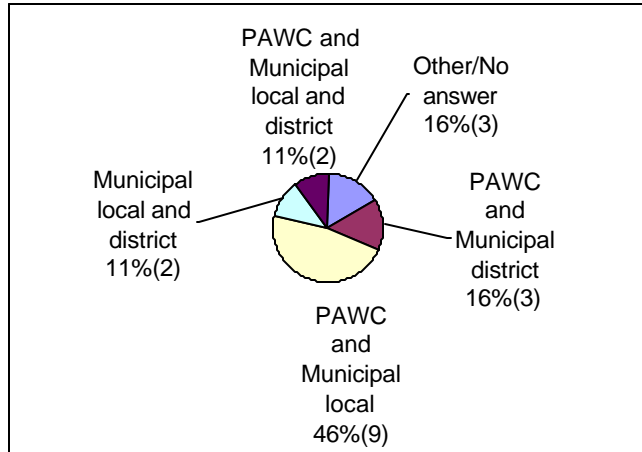 PAWC and
Municipal
local and
district
11%(2)
Other/No
answer
16%(3)
Municipal
local and
district
11%(2)
PAWC
and
Municipal
district
16%(3)
PAWC
and
Municipal
local
46%(9)